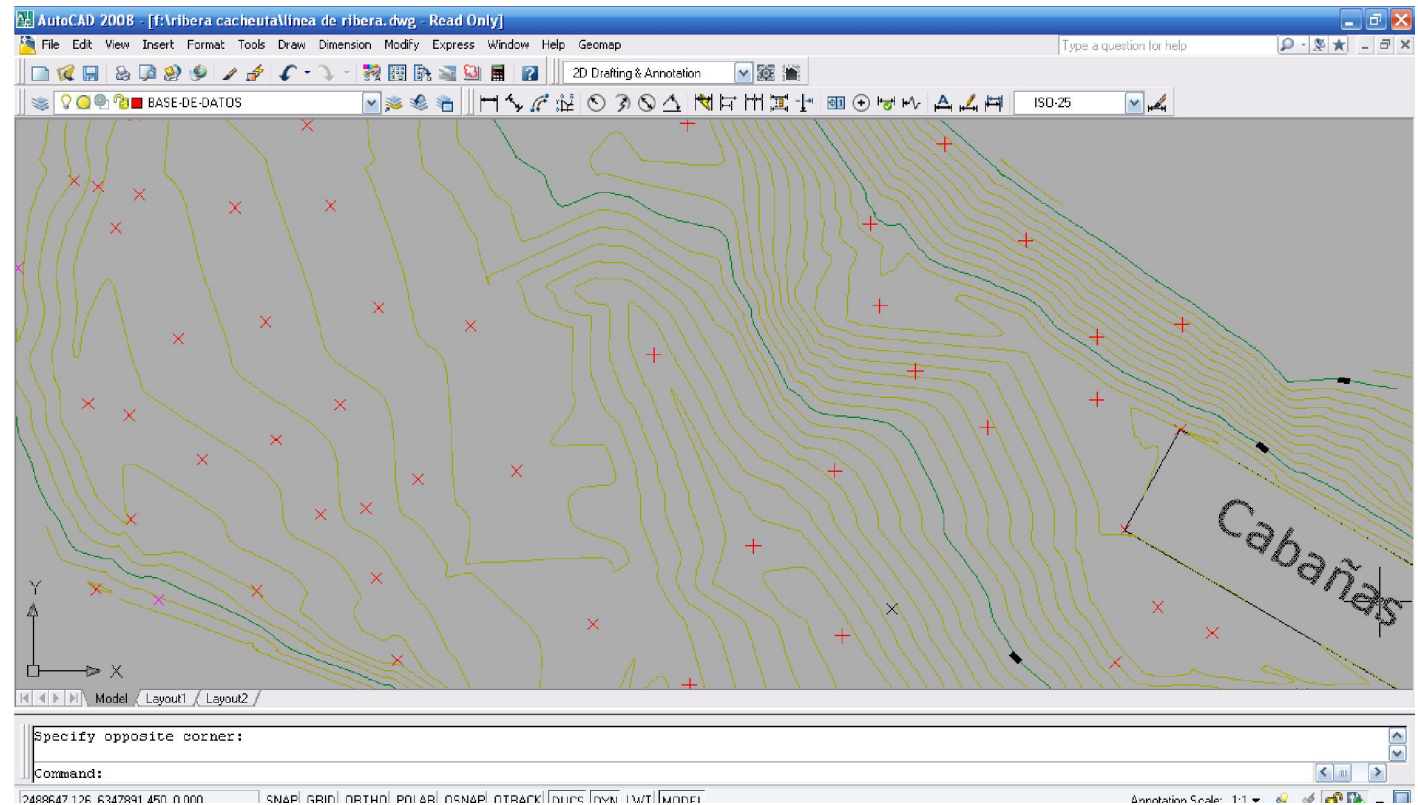 AutoCAD 2008 - [f:\ribera cacheuta\linea de ribera.dwg - Read Only]
File Edit View Insert Format Tools Draw Dimension Modify Express Window Help Geomap Type a question for help
2D Drafting & Annotation
BASE-DE-DATOS ISO-25
Cabañas
Y
X
Model Layout1 Layout2
Specify opposite corner:
Command:
2488647.126, 6347891.450, 0.000 SNAP GRID ORTHO POLAR OSNAP OTRACK DUCS DYN LWT MODEL Annotation Scale: 1:1